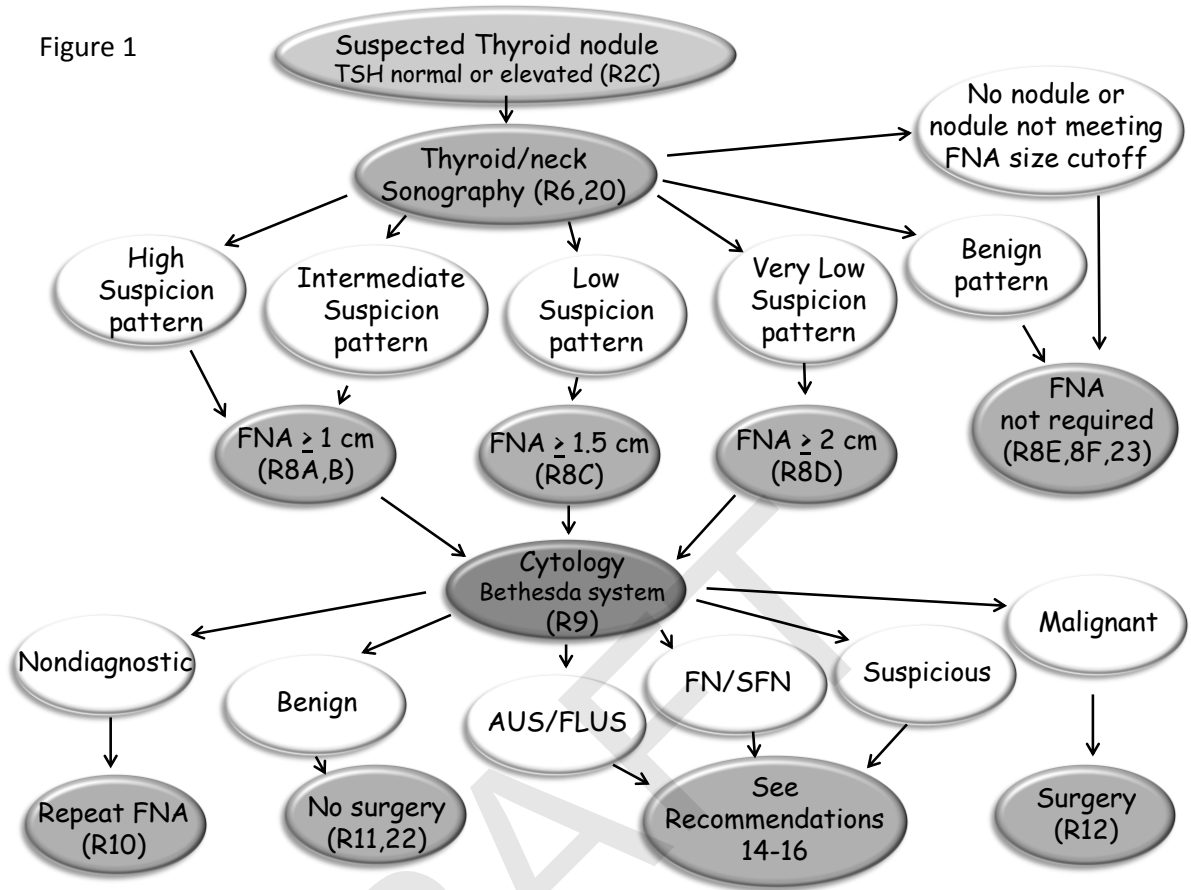 Figure 1
Suspected Thyroid nodule
TSH normal or elevated (R2C)
No nodule or
nodule not meeting
FNA size cutoff
Thyroid/neck
Sonography (R6,20)
High
Suspicion
pattern
Intermediate
Suspicion
pattern
Low
Suspicion
pattern
Very Low
Suspicion
pattern
Benign
pattern
FNA ≥ 1 cm
(R8A,B)
FNA ≥ 1.5 cm
(R8C)
FNA ≥ 2 cm
(R8D)
FNA
not required
(R8E,8F,23)
Cytology
Bethesda system
(R9)
Nondiagnostic
Benign
AUS/FLUS
FN/SFN
Suspicious
Malignant
Repeat FNA
(R10)
No surgery
(R11,22)
See
Recommendations
14-16
Surgery
(R12)